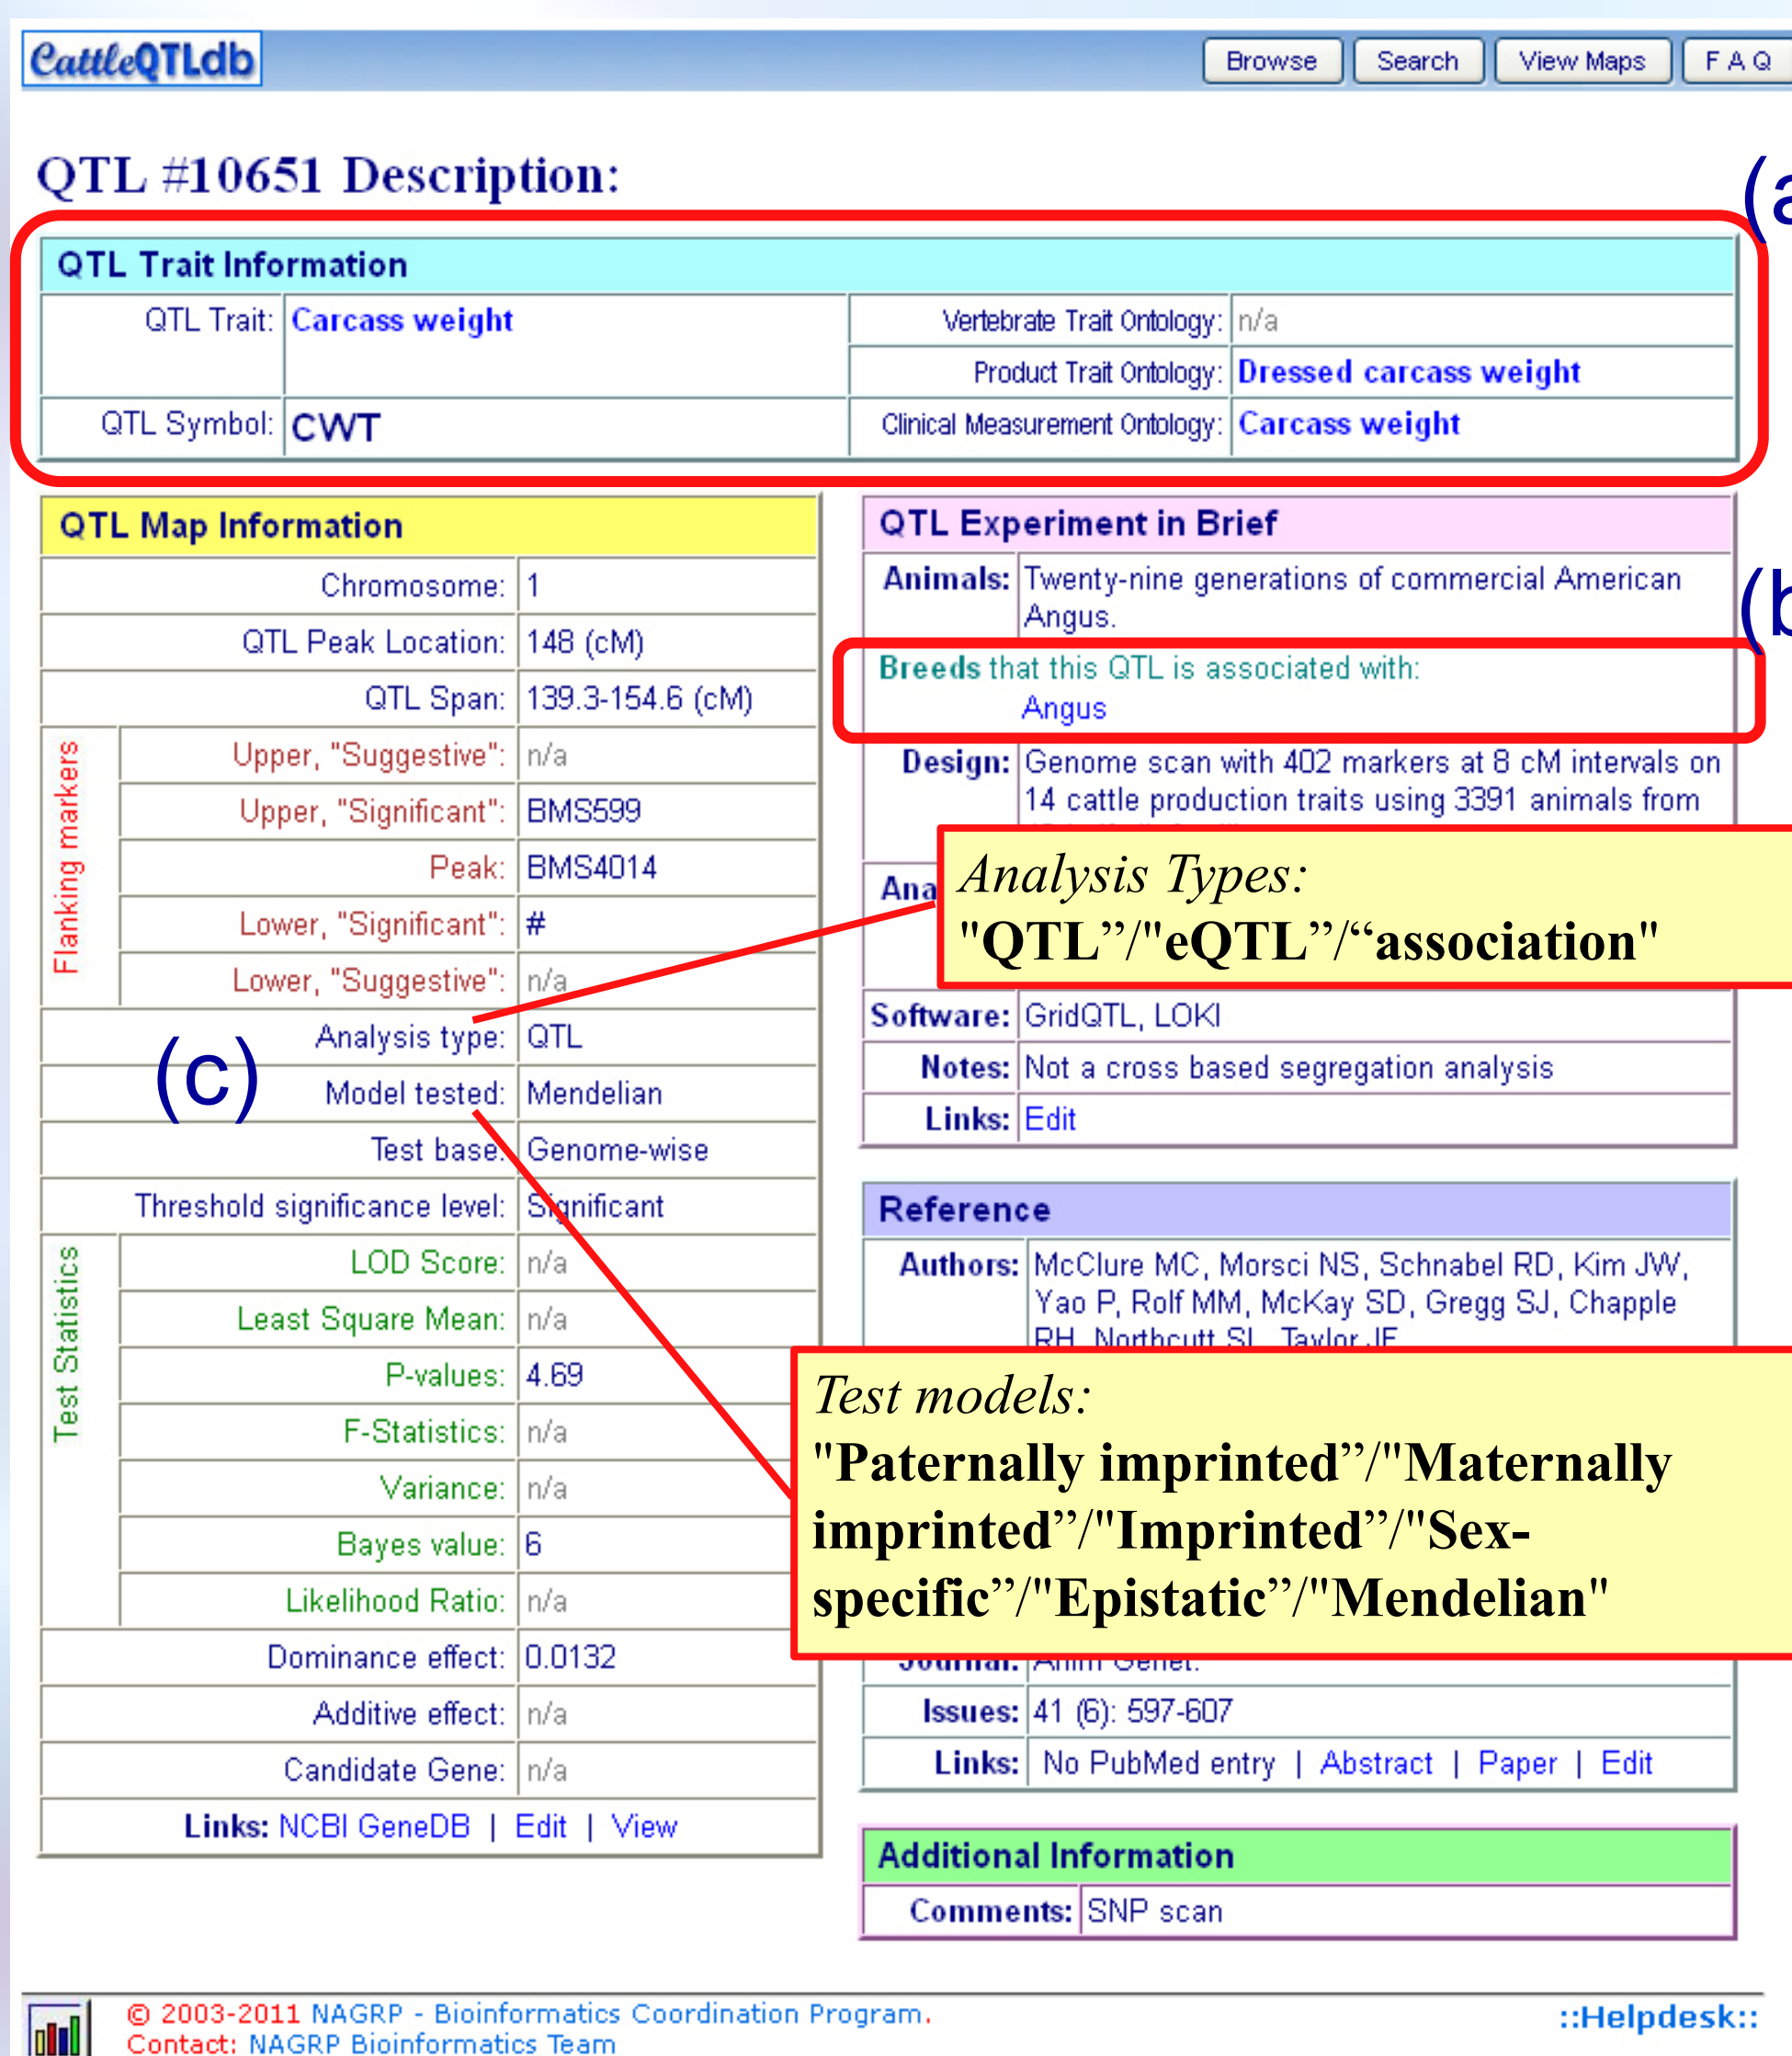 CattleQTLdb
Browse Search View Maps F A Q
QTL #10651 Description:
(a
QTL Trait Information
QTL Trait: Carcass weight
Vertebrate Trait Ontology: n/a
Product Trait Ontology: Dressed carcass weight
QTL Symbol: CWT
Clinical Measurement Ontology: Carcass weight
QTL Map Information
Chromosome: 1
QTL Peak Location: 148 (cM)
QTL Span: 139.3-154.6 (cM)
Flanking markers
Upper, "Suggestive": n/a
Upper, "Significant": BMS599
Peak: BMS4014
Lower, "Significant": #
Lower, "Suggestive": n/a
(c)
Analysis type: QTL
Model tested: Mendelian
Test base: Genome-wise
Threshold significance level: Significant
Test Statistics
LOD Score: n/a
Least Square Mean: n/a
P-values: 4.69
F-Statistics: n/a
Variance: n/a
Bayes value: 6
Likelihood Ratio: n/a
Dominance effect: 0.0132
Additive effect: n/a
Candidate Gene: n/a
Links: NCBI GeneDB | Edit | View
QTL Experiment in Brief
Animals: Twenty-nine generations of commercial American
Angus.
(b
Breeds that this QTL is associated with:
Angus
Design: Genome scan with 402 markers at 8 cM intervals on
14 cattle production traits using 3391 animals from
Ana
Analysis Types:
"QTL”/"eQTL”/“association"
Software: GridQTL, LOKI
Notes: Not a cross based segregation analysis
Links: Edit
Reference
Authors: McClure MC, Morsci NS, Schnabel RD, Kim JW,
Yao P, Rolf MM, McKay SD, Gregg SJ, Chapple
RH, Northcutt SL, Taylor JF
Test models:
"Paternally imprinted”/"Maternally
imprinted”/"Imprinted”/"Sex-
specific”/"Epistatic”/"Mendelian"
Journal: Anim Genet.
Issues: 41 (6): 597-607
Links: No PubMed entry | Abstract | Paper | Edit
Additional Information
Comments: SNP scan
© 2003-2011 NAGRP - Bioinformatics Coordination Program.
Contact: NAGRP Bioinformatics Team
::Helpdesk::